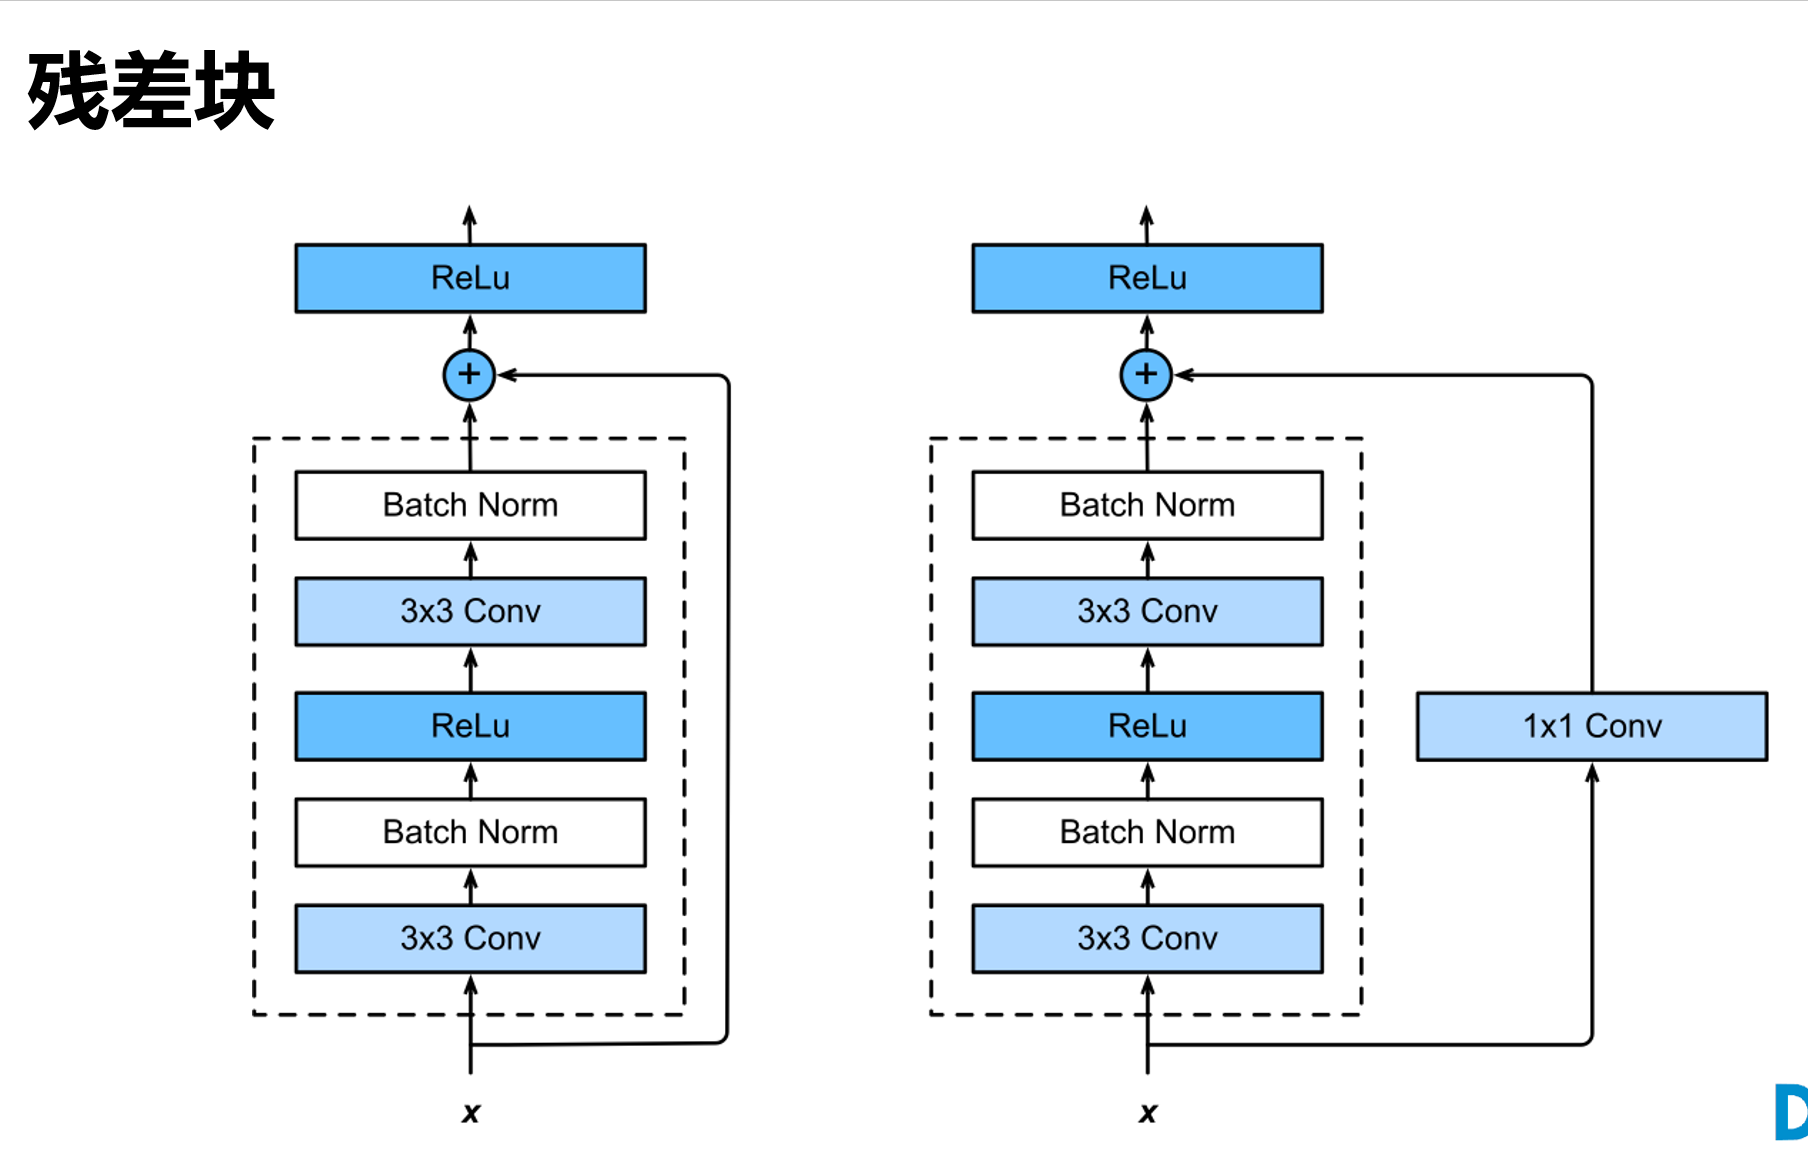 残差块
ReLu
+
Batch Norm
3x3 Conv
ReLu
Batch Norm
3x3 Conv
x
ReLu
+
Batch Norm
3x3 Conv
ReLu
1x1 Conv
Batch Norm
3x3 Conv
x
D